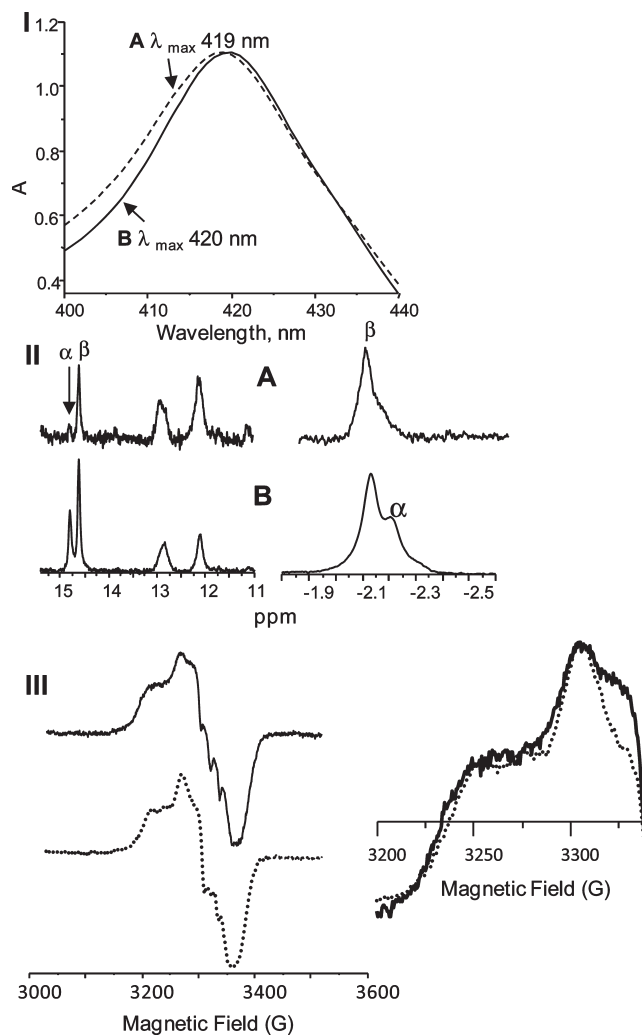 I
1.2
1.0
0.8
0.6
0.4
A
A λ max 419 nm
B λ max 420 nm
400 410 420 430 440
Wavelength, nm
II
α β
A
β
B
α
15 14 13 12 11
-1.9 -2.1 -2.3 -2.5
ppm
III
3200 3250 3300
Magnetic Field (G)
3000 3200 3400 3600
Magnetic Field (G)